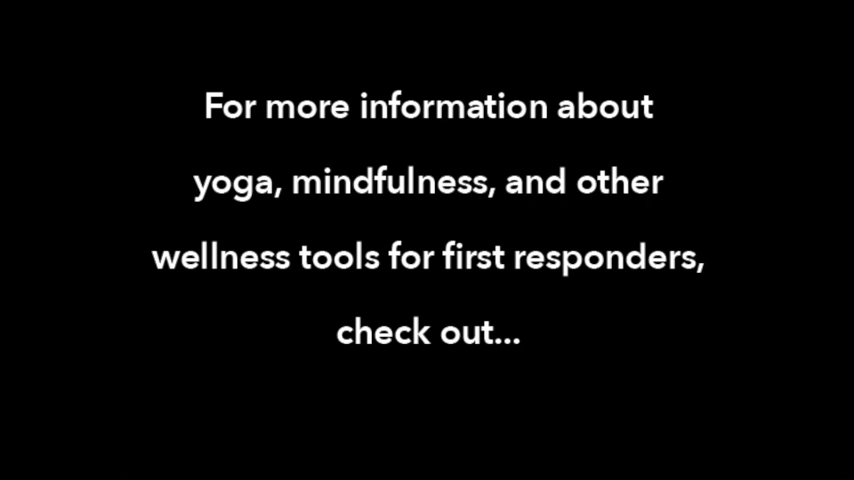 For more information about
yoga, mindfulness, and other
wellness tools for first responders,
check out...